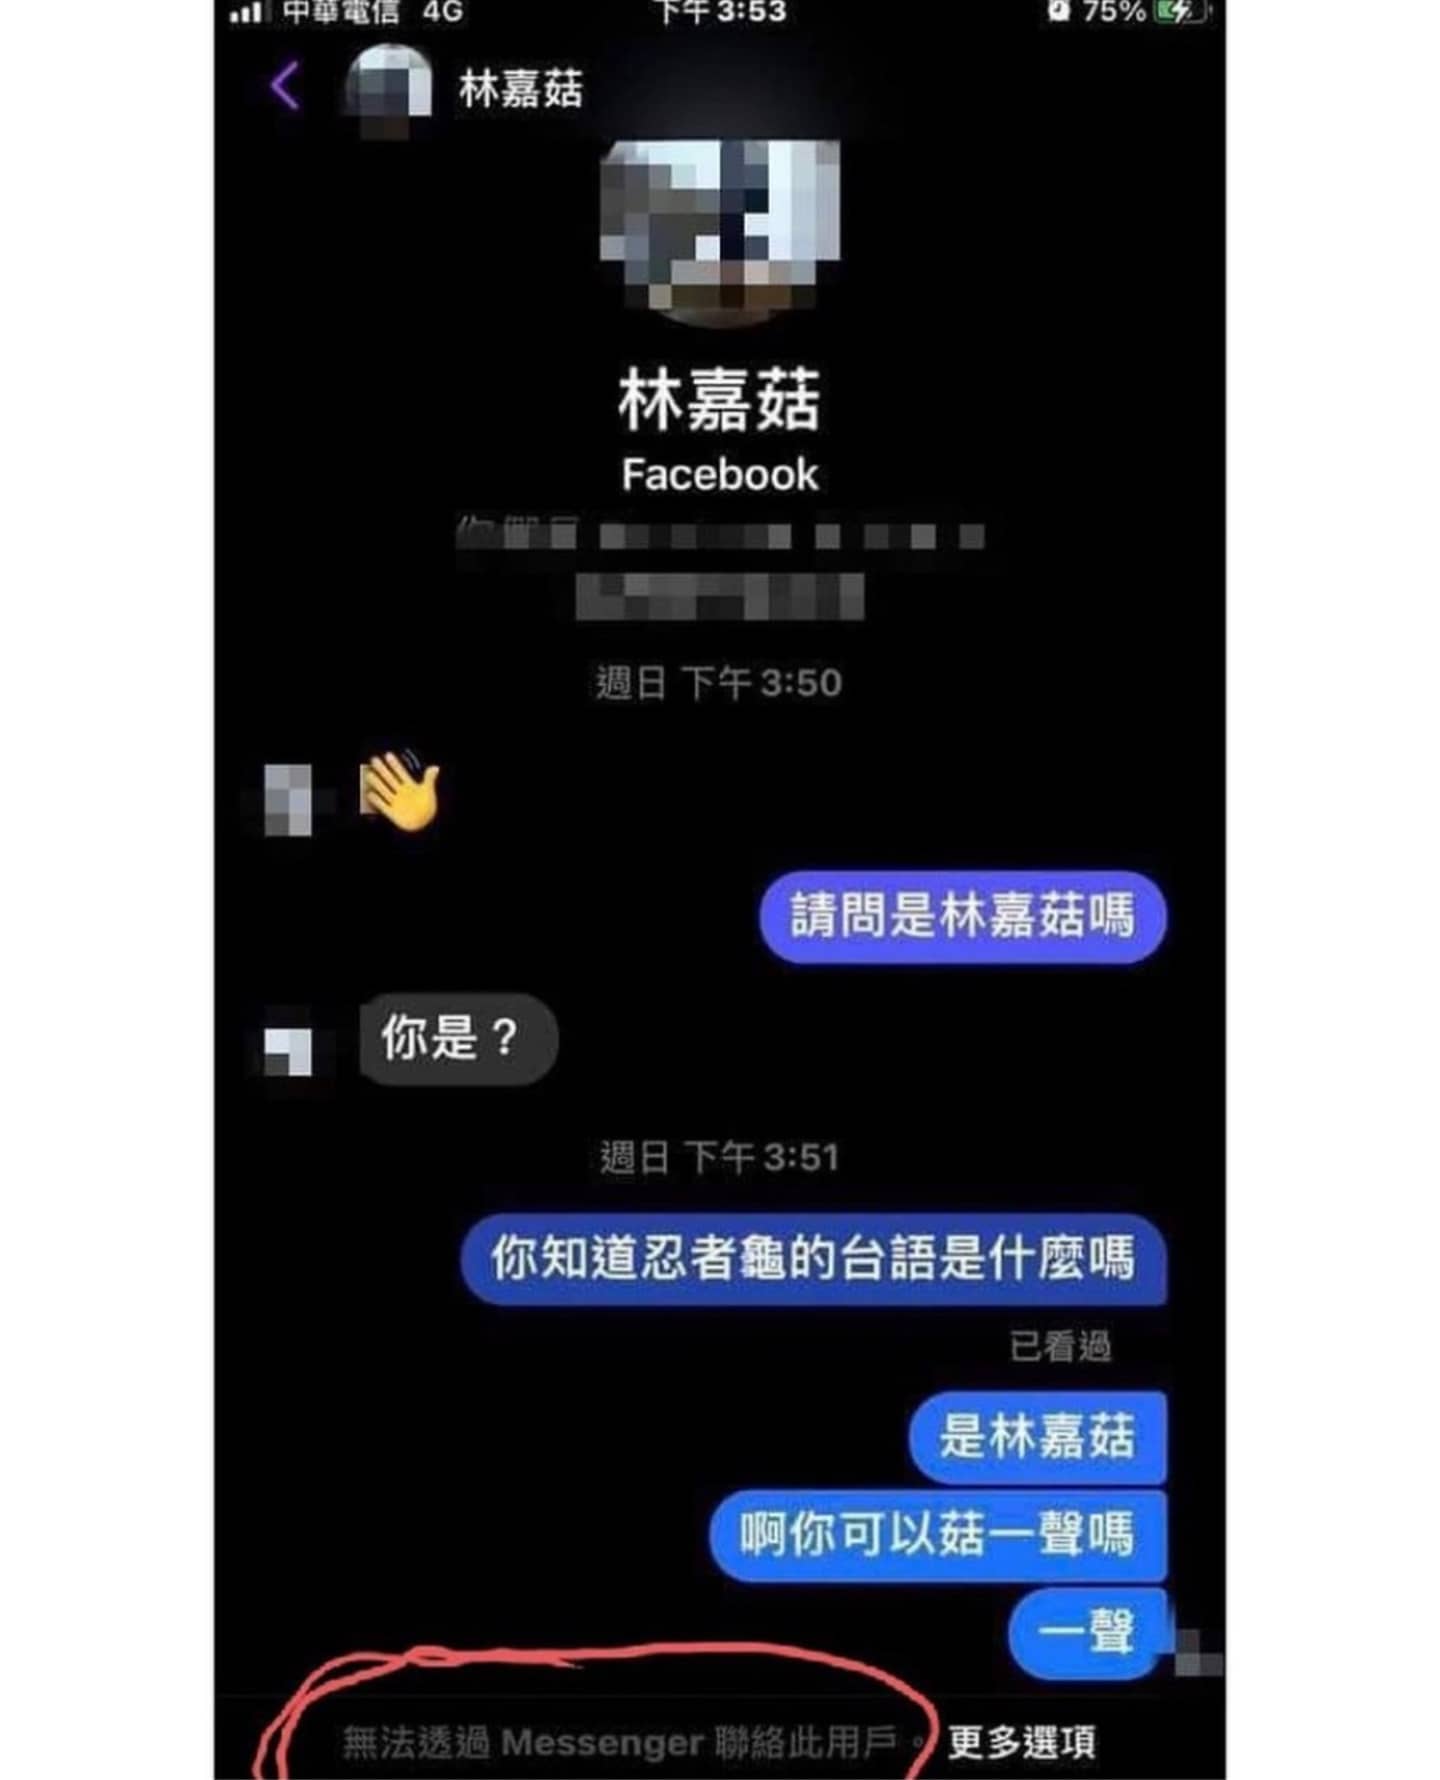 中華電信 4G 下午3:53 75%
林嘉菇
林嘉菇
Facebook
週日 下午3:50
請問是林嘉菇嗎
你是？
週日 下午3:51
你知道忍者龜的台語是什麼嗎
已看過
是林嘉菇
啊你可以菇一聲嗎
一聲
無法透過 Messenger 聯絡此用戶。更多選項